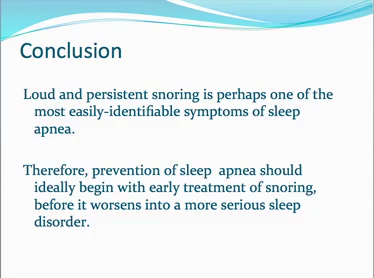 Conclusion
Loud and persistent snoring is perhaps one of the
most easily-identifiable symptoms of sleep
apnea.
Therefore, prevention of sleep apnea should
ideally begin with early treatment of snoring,
before it worsens into a more serious sleep
disorder.